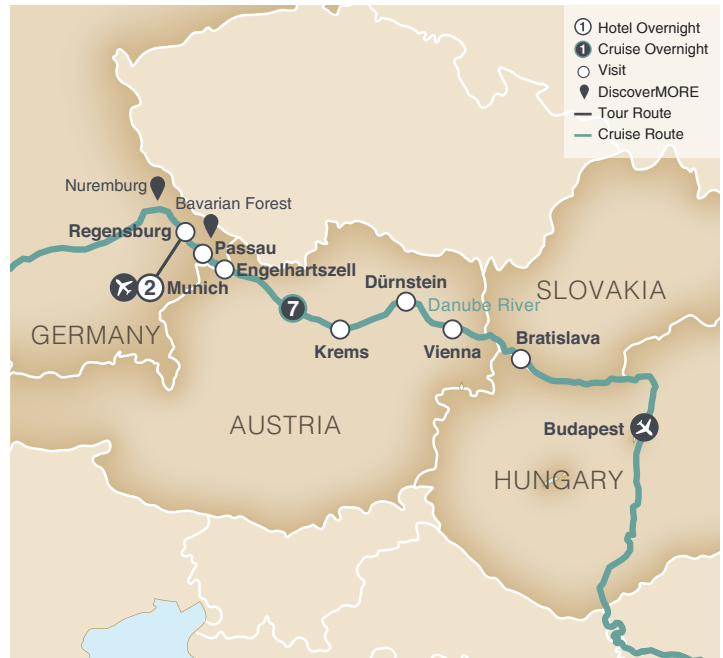 1 Hotel Overnight
1 Cruise Overnight
Visit
DiscoverMORE
Tour Route
Cruise Route
Nuremburg
Bavarian Forest
Regensburg
Passau
Engelhartszell
2 Munich
GERMANY
7
Dürnstein
Danube River
SLOVAKIA
Krems
Vienna
Bratislava
AUSTRIA
Budapest
HUNGARY